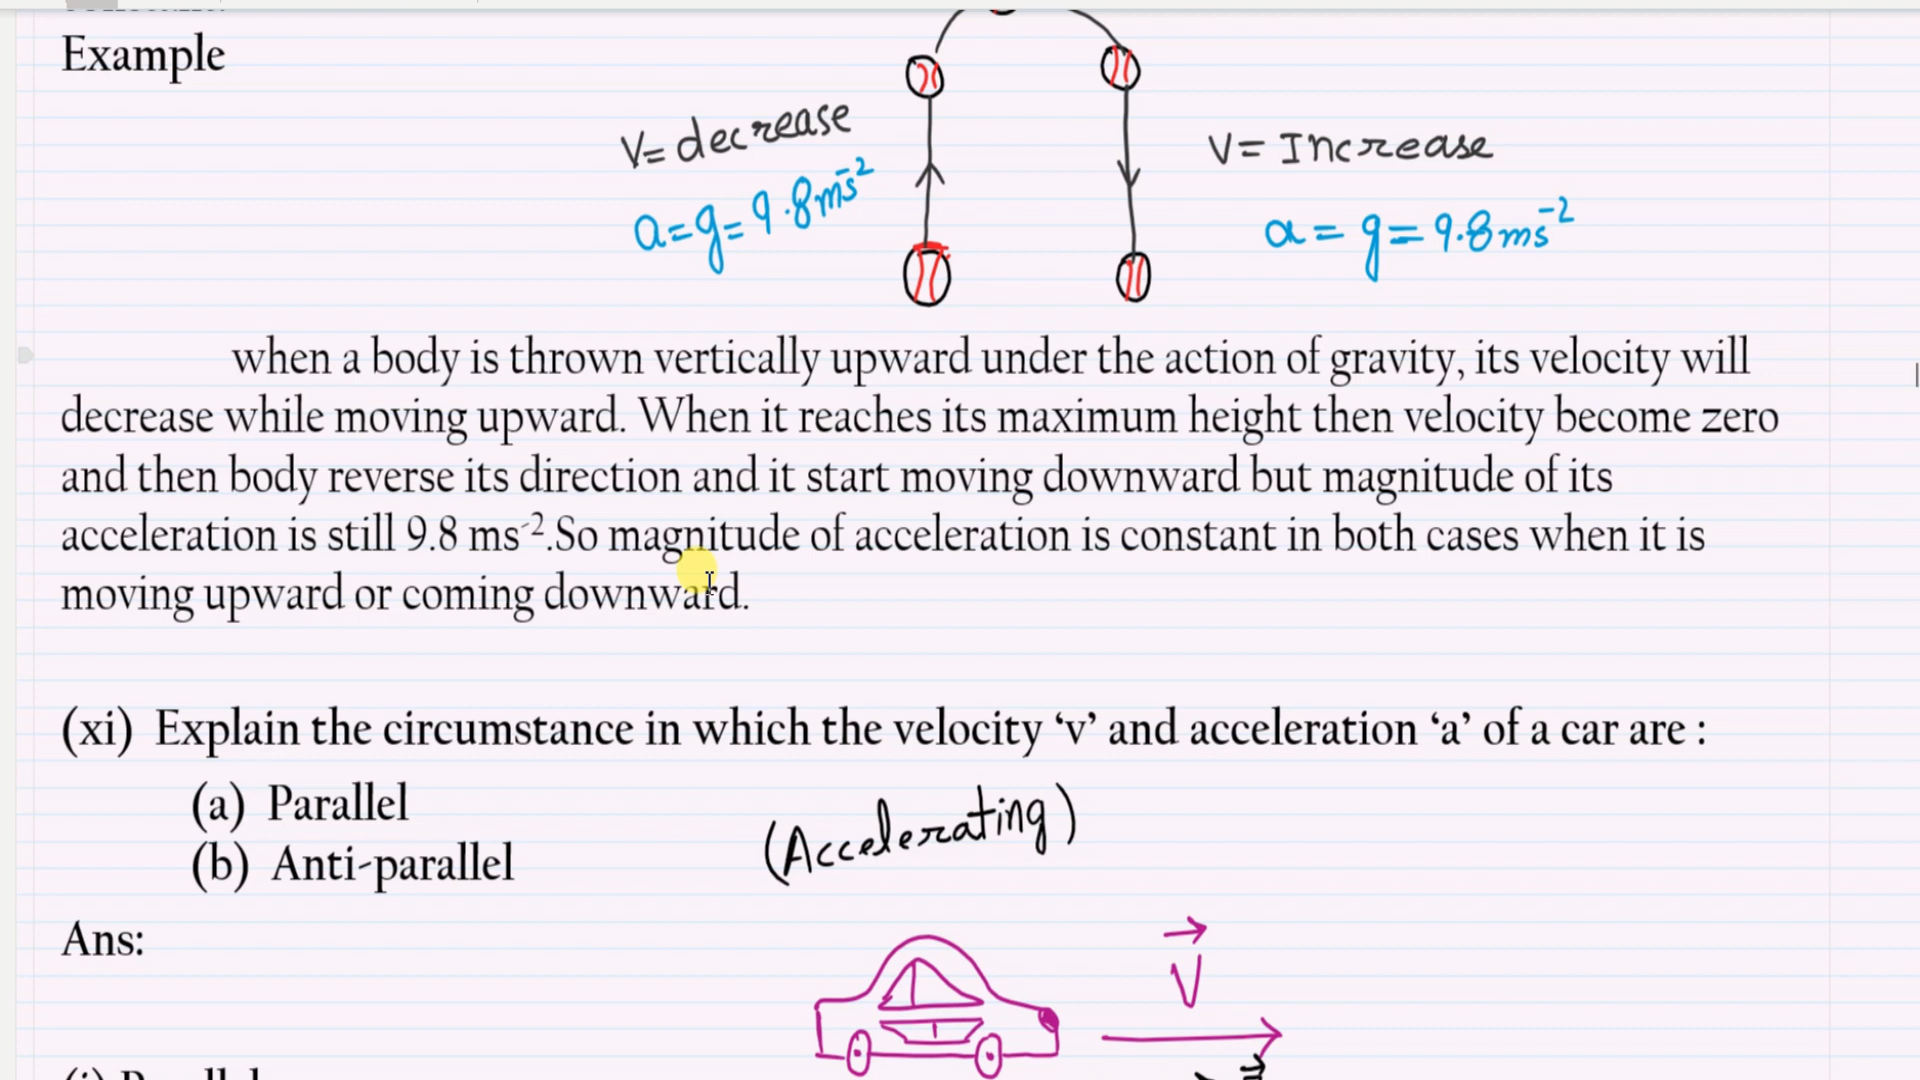 Example
V= decrease
a=g= 9.8ms⁻²
V= Increase
a = g = 9.8ms⁻²
when a body is thrown vertically upward under the action of gravity, its velocity will
decrease while moving upward. When it reaches its maximum height then velocity become zero
and then body reverse its direction and it start moving downward but magnitude of its
acceleration is still 9.8 ms⁻².So magnitude of acceleration is constant in both cases when it is
moving upward or coming downward.
(xi) Explain the circumstance in which the velocity ‘v’ and acceleration ‘a’ of a car are :
(a) Parallel
(b) Anti-parallel
(Accelerating)
Ans:
V